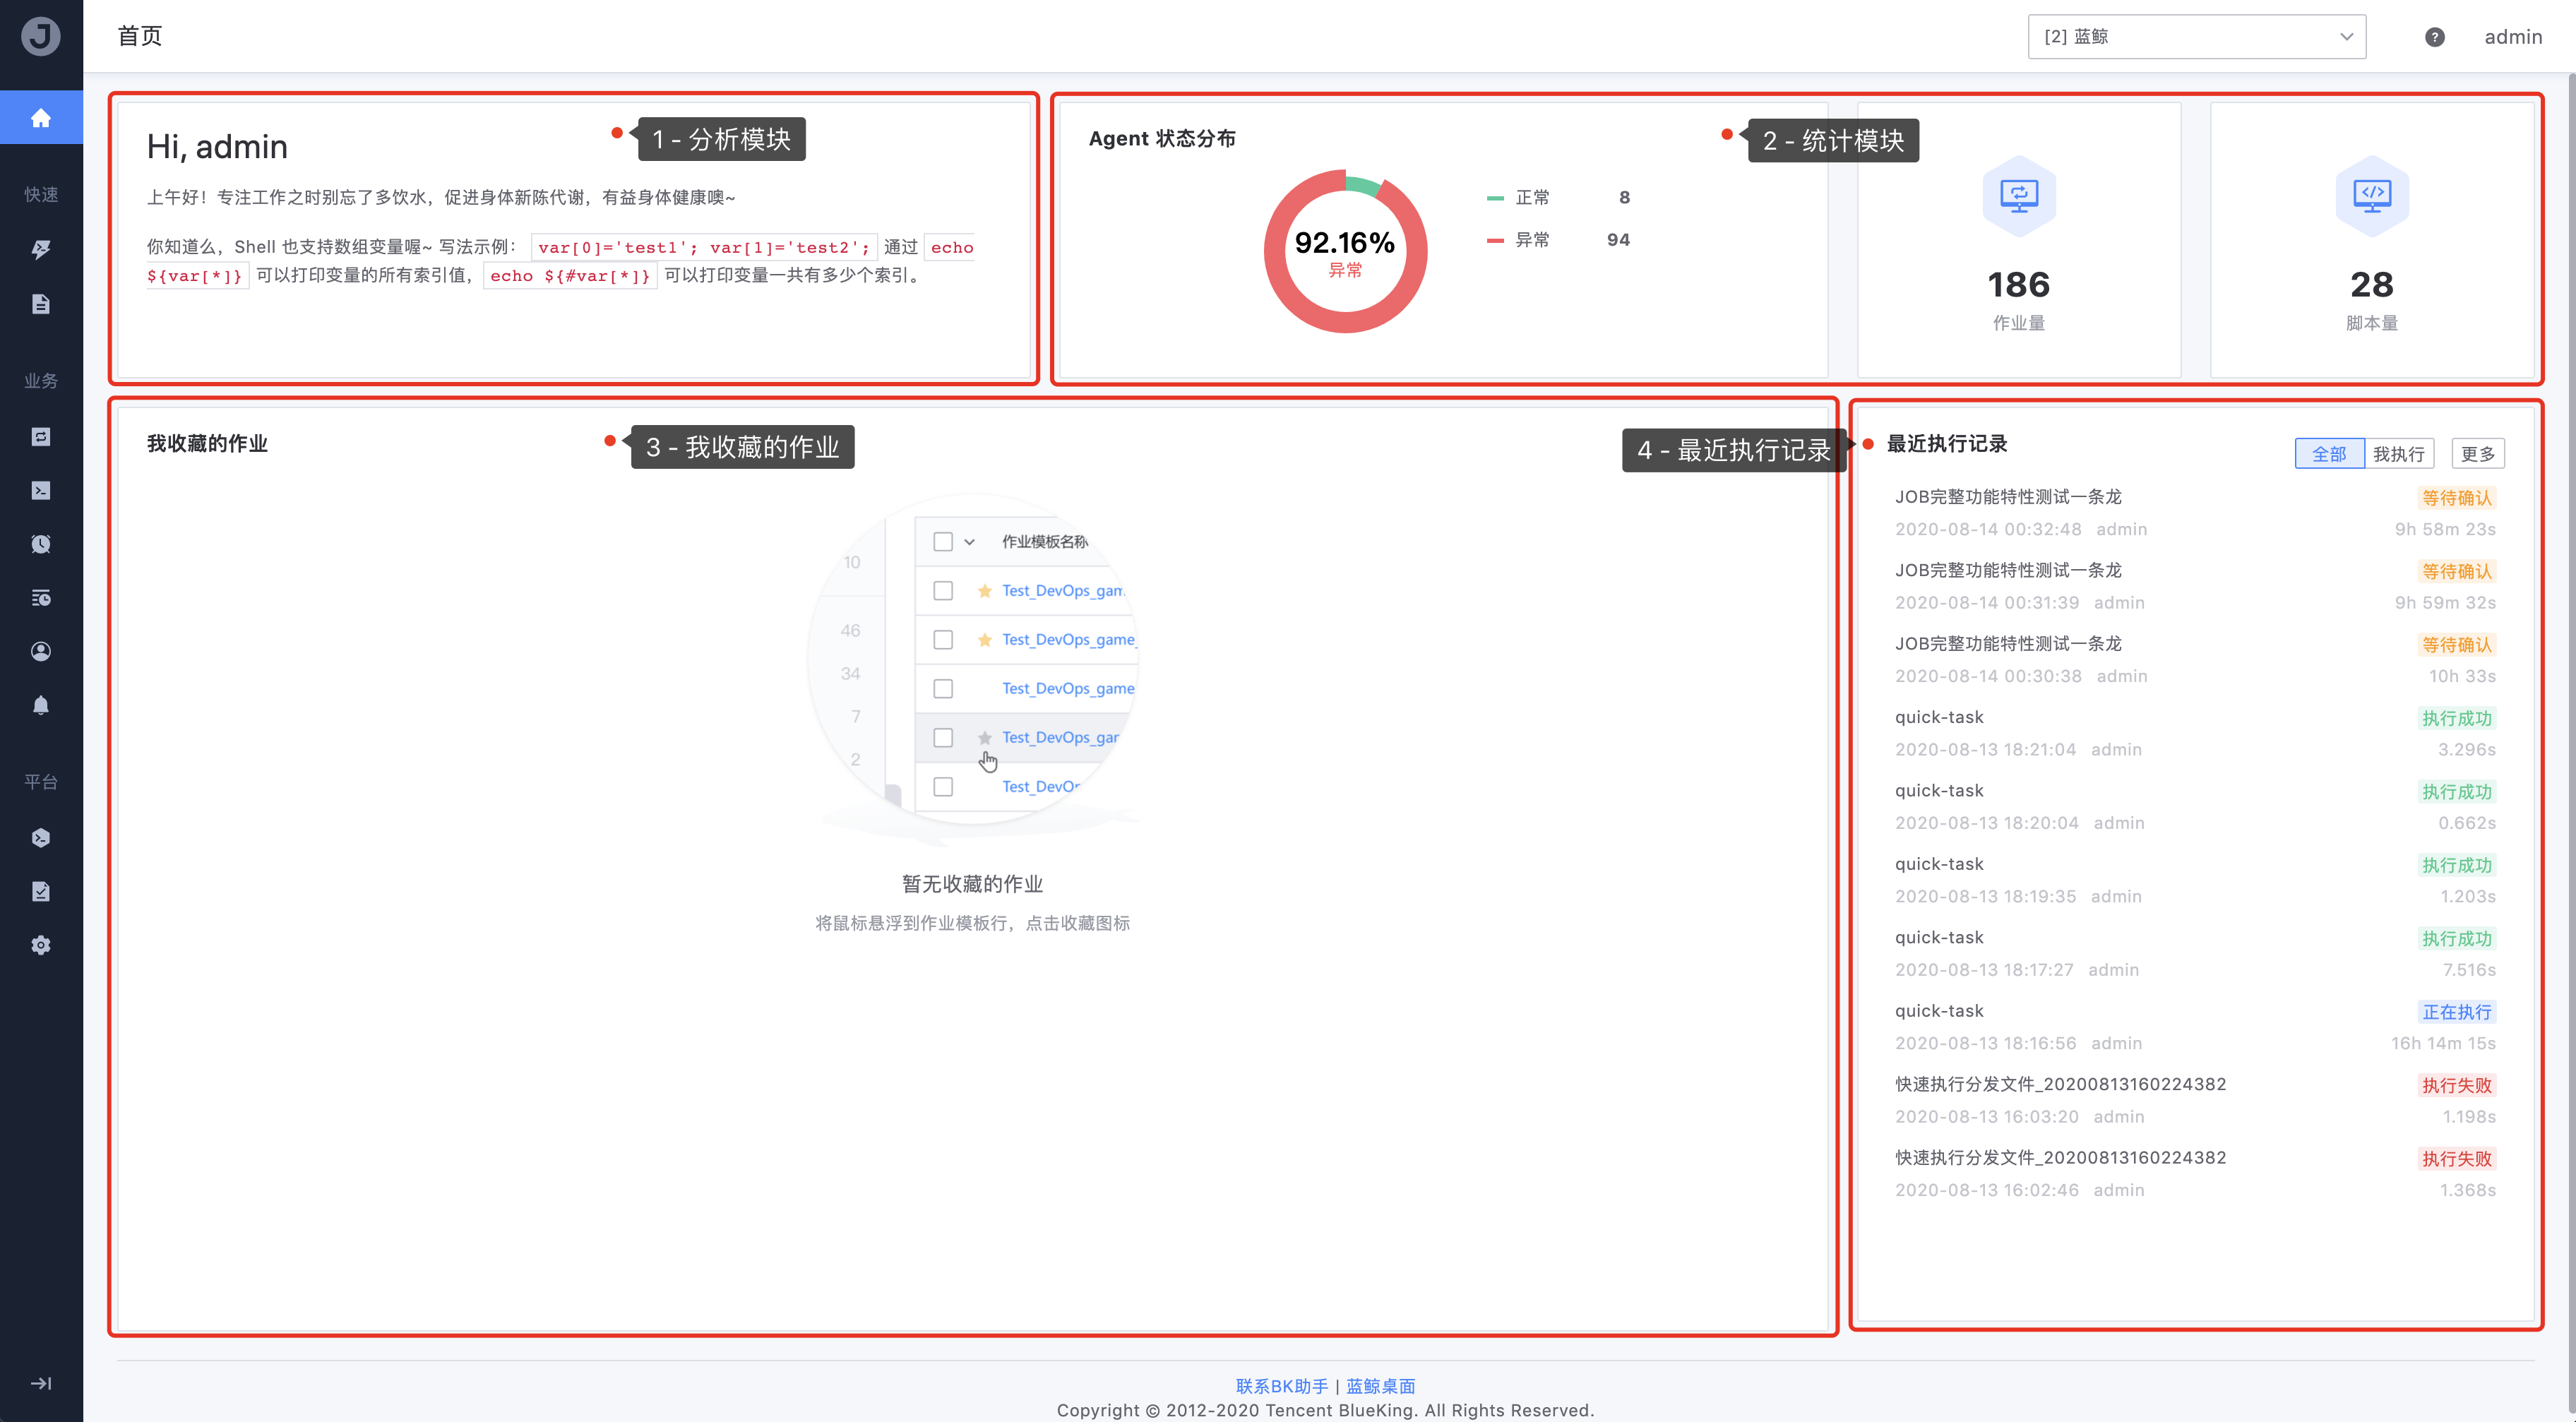 J
首页
[2] 蓝鲸
?
admin
快速
业务
平台
Hi, admin
1 - 分析模块
上午好！专注工作之时别忘了多饮水，促进身体新陈代谢，有益身体健康噢~
你知道么，Shell 也支持数组变量喔~ 写法示例： var[0]='test1'; var[1]='test2'; 通过 echo
${var[*]} 可以打印变量的所有索引值， echo ${#var[*]} 可以打印变量一共有多少个索引。
Agent 状态分布
2 - 统计模块
92.16%
异常
正常 8
异常 94
186
作业量
28
脚本量
我收藏的作业
3 - 我收藏的作业
10
46
34
7
2
作业模板名称
Test_DevOps_gam
Test_DevOps_game_
Test_DevOps_game
Test_DevOps_gar
Test_DevOp
暂无收藏的作业
将鼠标悬浮到作业模板行，点击收藏图标
4 - 最近执行记录
最近执行记录
全部 我执行 更多
JOB完整功能特性测试一条龙 等待确认
2020-08-14 00:32:48 admin 9h 58m 23s
JOB完整功能特性测试一条龙 等待确认
2020-08-14 00:31:39 admin 9h 59m 32s
JOB完整功能特性测试一条龙 等待确认
2020-08-14 00:30:38 admin 10h 33s
quick-task 执行成功
2020-08-13 18:21:04 admin 3.296s
quick-task 执行成功
2020-08-13 18:20:04 admin 0.662s
quick-task 执行成功
2020-08-13 18:19:35 admin 1.203s
quick-task 执行成功
2020-08-13 18:17:27 admin 7.516s
quick-task 正在执行
2020-08-13 18:16:56 admin 16h 14m 15s
快速执行分发文件_20200813160224382 执行失败
2020-08-13 16:03:20 admin 1.198s
快速执行分发文件_20200813160224382 执行失败
2020-08-13 16:02:46 admin 1.368s
联系BK助手 | 蓝鲸桌面
Copyright © 2012-2020 Tencent BlueKing. All Rights Reserved.